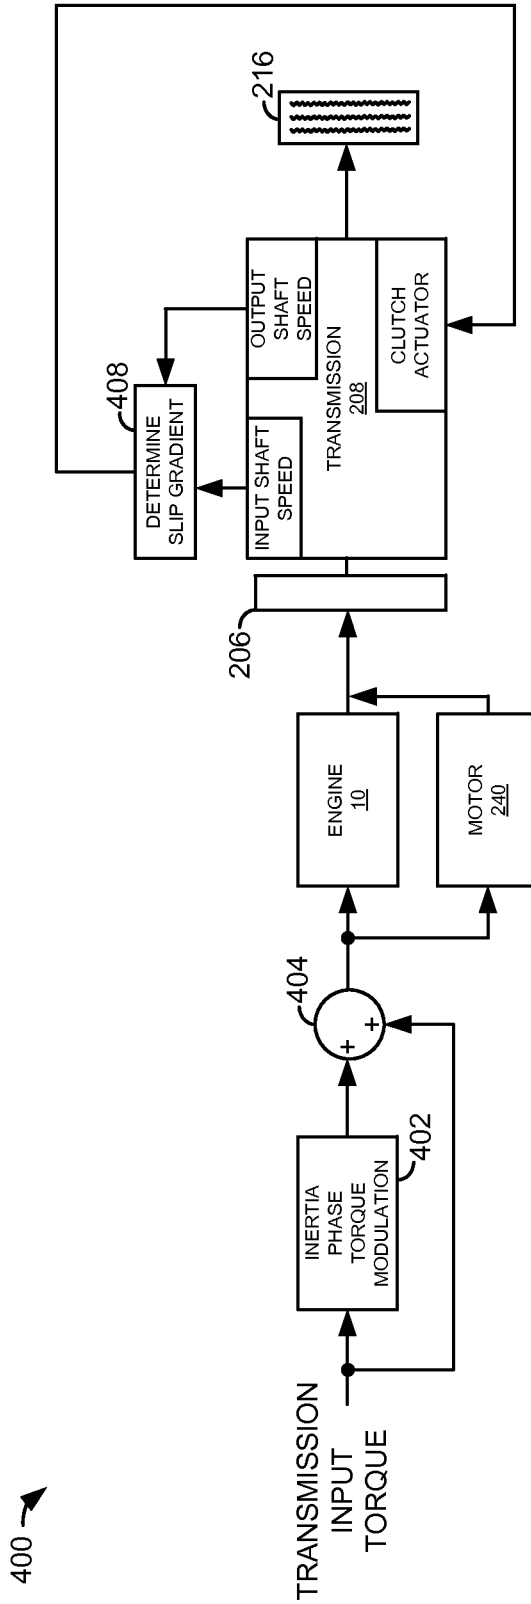 400
TRANSMISSION
INPUT
TORQUE
INERTIA
PHASE
TORQUE
MODULATION
402
404
+
+
ENGINE
10
MOTOR
240
206
INPUT SHAFT
SPEED
OUTPUT
SHAFT
SPEED
TRANSMISSION
208
CLUTCH
ACTUATOR
DETERMINE
SLIP GRADIENT
408
216